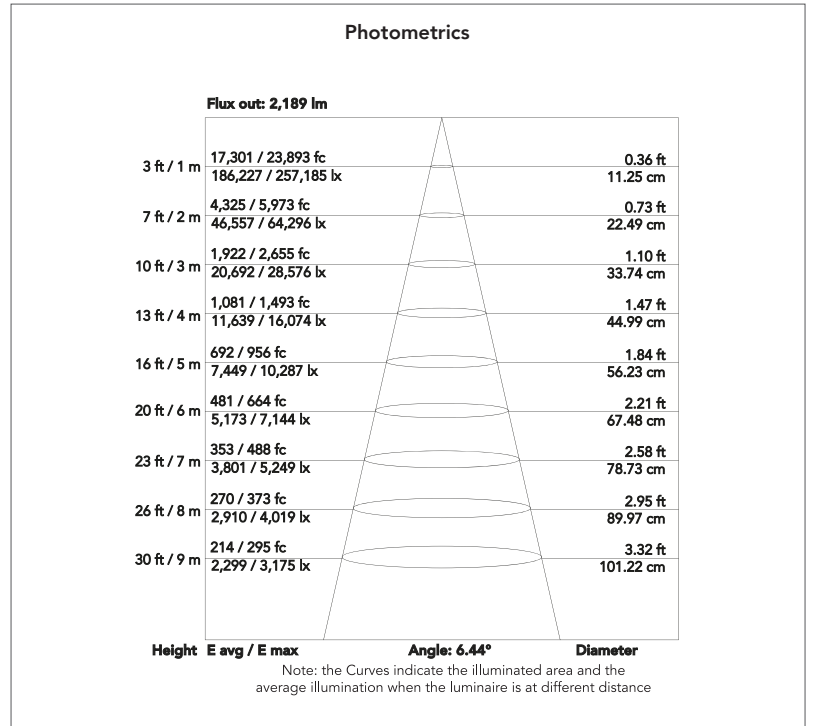 Photometrics
Flux out: 2,189 lm
3 ft / 1 m 17,301 / 23,893 fc 0.36 ft
186,227 / 257,185 lx 11.25 cm
7 ft / 2 m 4,325 / 5,973 fc 0.73 ft
46,557 / 64,296 lx 22.49 cm
10 ft / 3 m 1,922 / 2,655 fc 1.10 ft
20,692 / 28,576 lx 33.74 cm
13 ft / 4 m 1,081 / 1,493 fc 1.47 ft
11,639 / 16,074 lx 44.99 cm
16 ft / 5 m 692 / 956 fc 1.84 ft
7,449 / 10,287 lx 56.23 cm
20 ft / 6 m 481 / 664 fc 2.21 ft
5,173 / 7,144 lx 67.48 cm
23 ft / 7 m 353 / 488 fc 2.58 ft
3,801 / 5,249 lx 78.73 cm
26 ft / 8 m 270 / 373 fc 2.95 ft
2,910 / 4,019 lx 89.97 cm
30 ft / 9 m 214 / 295 fc 3.32 ft
2,299 / 3,175 lx 101.22 cm
Height E avg / E max Angle: 6.44° Diameter
Note: the Curves indicate the illuminated area and the
average illumination when the luminaire is at different distance